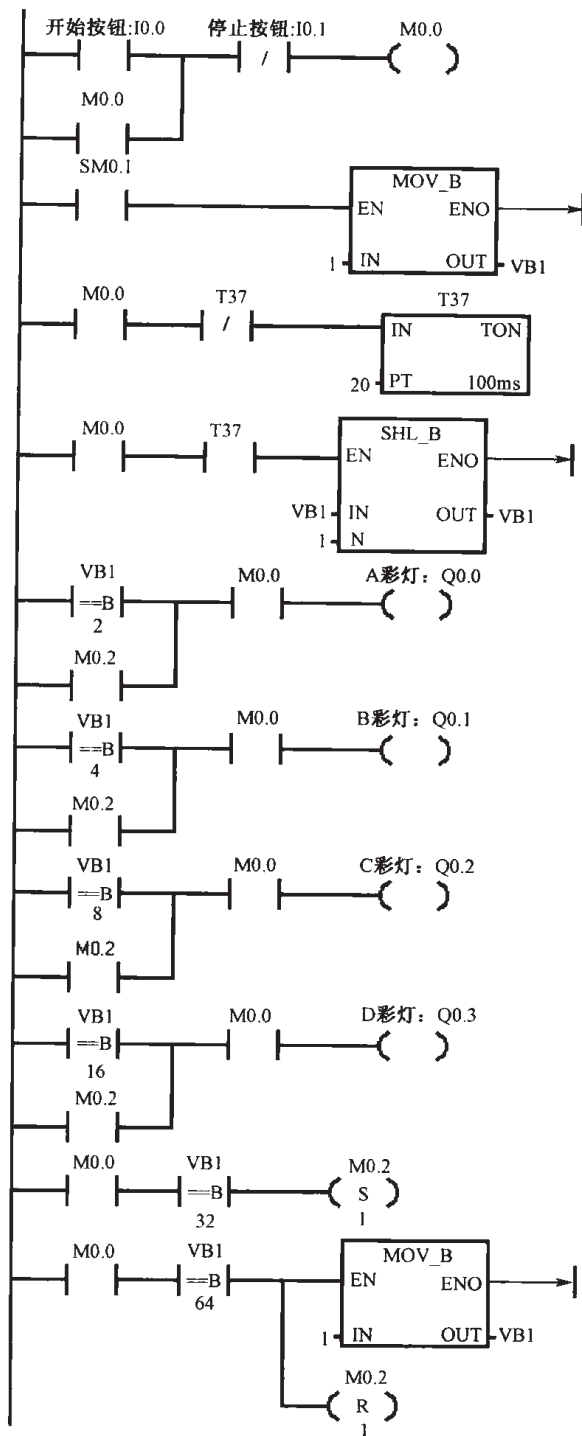 开始按钮:I0.0 停止按钮:I0.1 M0.0
/
M0.0
SM0.1
MOV_B
EN ENO
1 IN OUT VB1
M0.0 T37 T37
/ IN TON
20 PT 100ms
M0.0 T37
SHL_B
EN ENO
VB1 IN OUT VB1
1 N
VB1 M0.0 A彩灯：Q0.0
==B
2
M0.2
VB1 M0.0 B彩灯：Q0.1
==B
4
M0.2
VB1 M0.0 C彩灯：Q0.2
==B
8
M0.2
VB1 M0.0 D彩灯：Q0.3
==B
16
M0.2
M0.0 VB1 M0.2
==B S
32 1
M0.0 VB1
==B
64
MOV_B
EN ENO
1 IN OUT VB1
M0.2
R
1